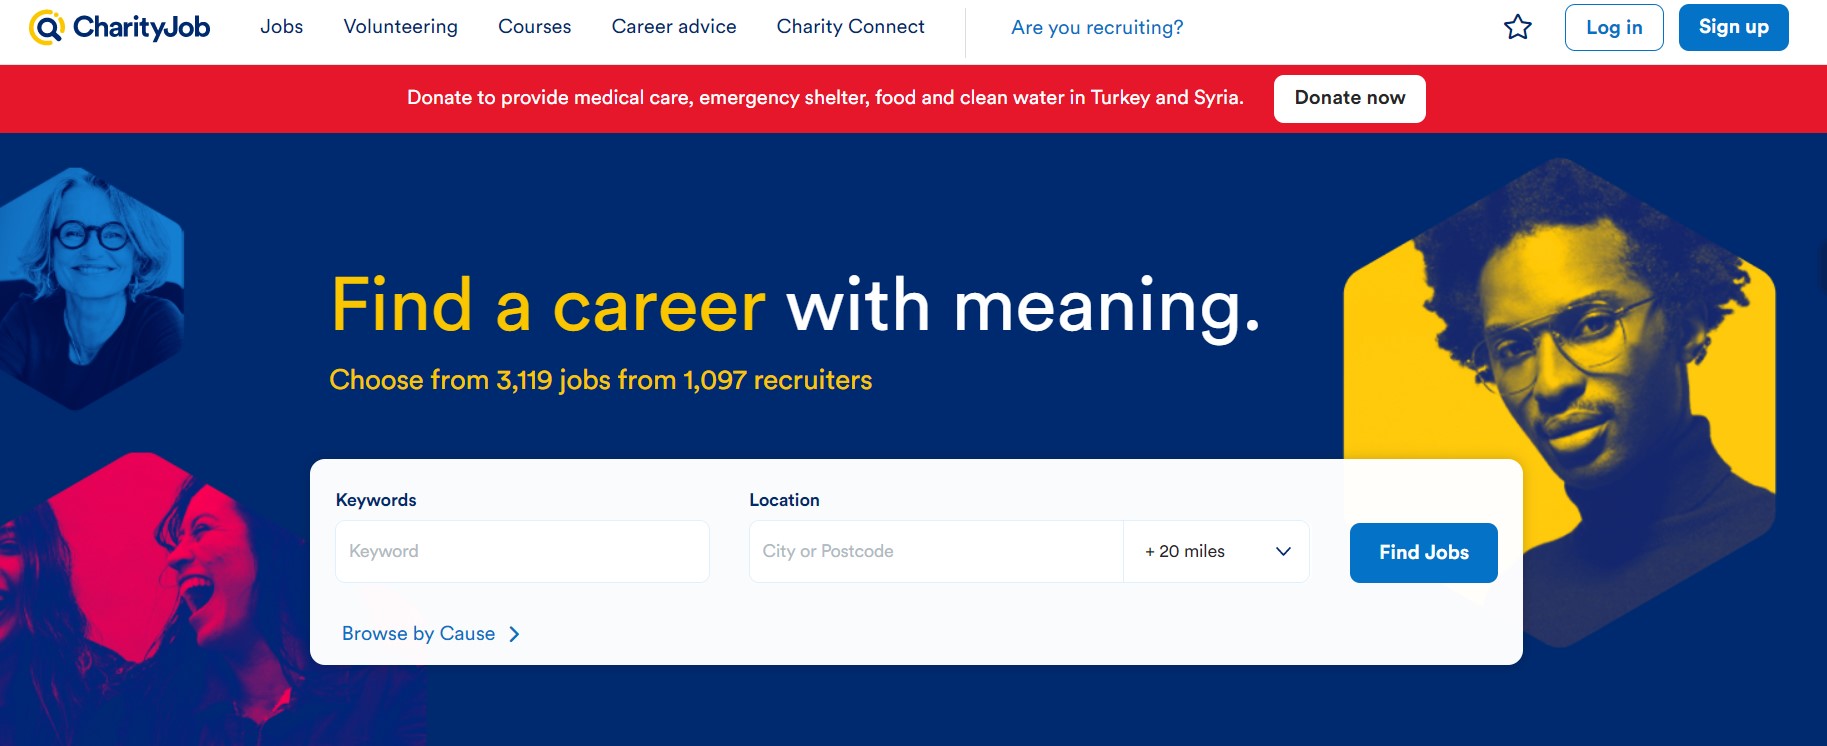 CharityJob
Jobs Volunteering Courses Career advice Charity Connect Are you recruiting? Log in Sign up
Donate to provide medical care, emergency shelter, food and clean water in Turkey and Syria. Donate now
Find a career with meaning.
Choose from 3,119 jobs from 1,097 recruiters
Keywords Location
Keyword City or Postcode + 20 miles Find Jobs
Browse by Cause